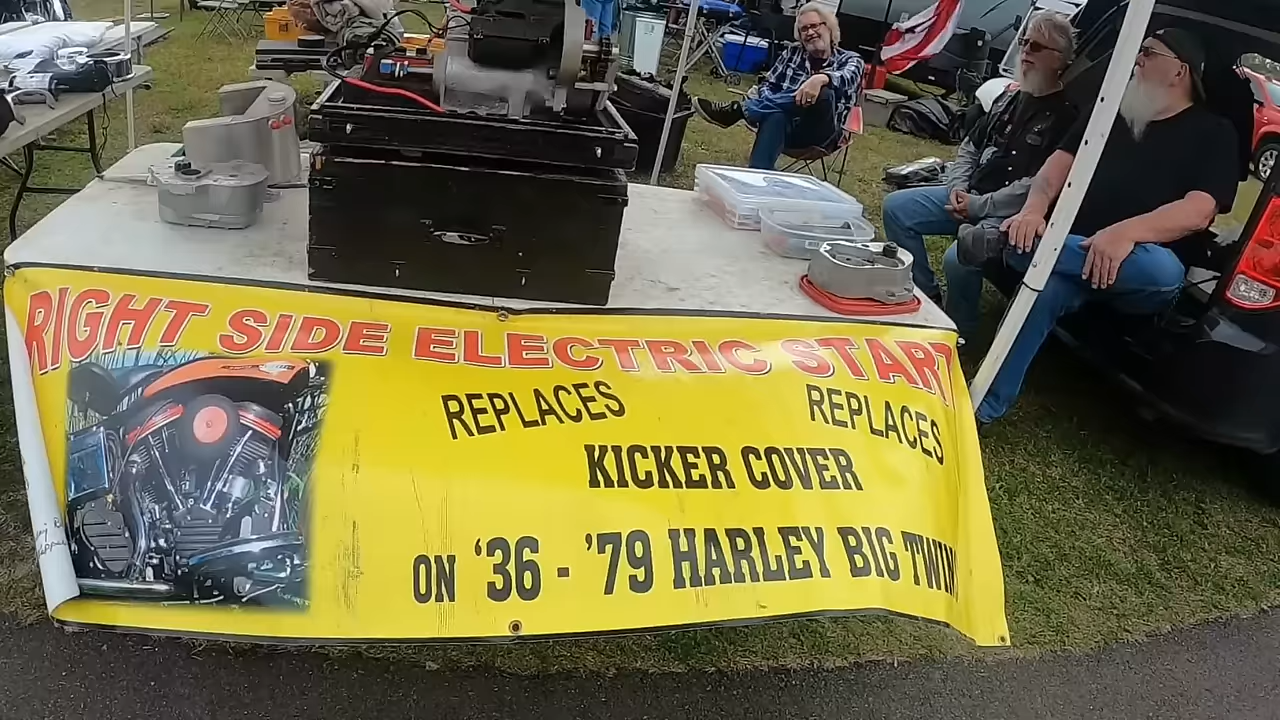 RIGHT SIDE ELECTRIC START
REPLACES REPLACES
KICKER COVER
ON '36 - '79 HARLEY BIG TWIN